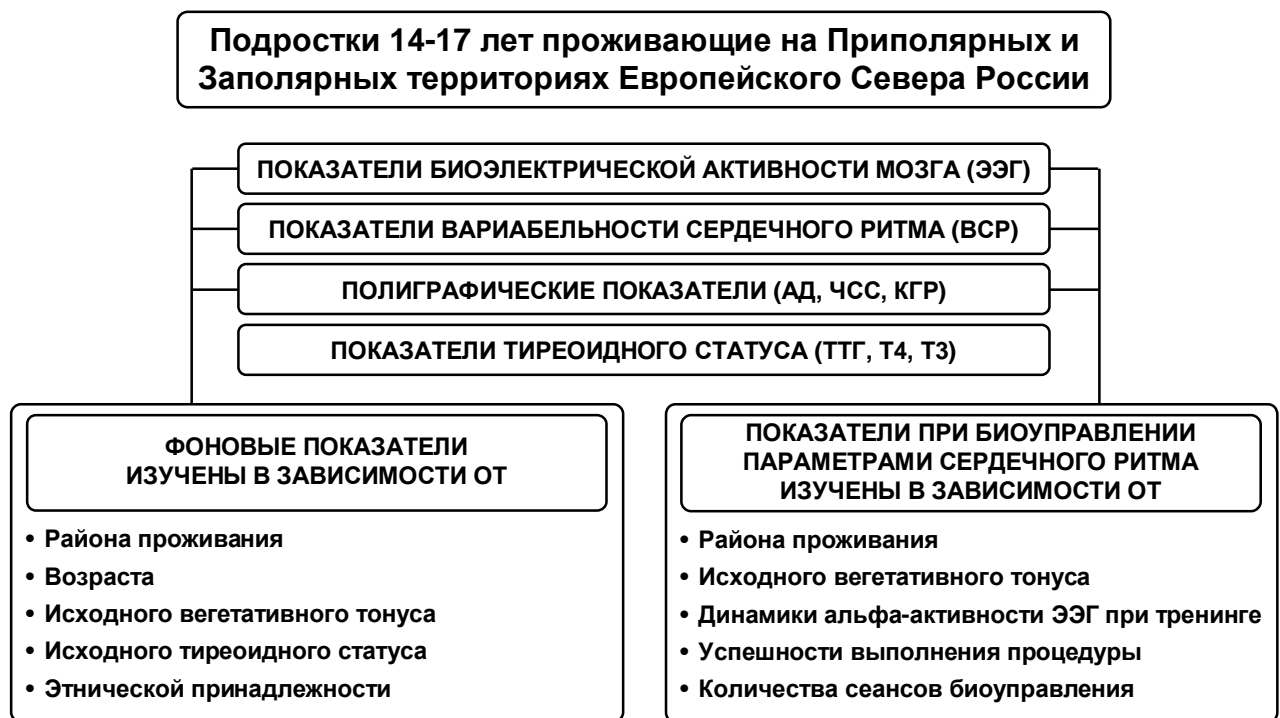 Подростки 14-17 лет проживающие на Приполярных и
Заполярных территориях Европейского Севера России
ПОКАЗАТЕЛИ БИОЭЛЕКТРИЧЕСКОЙ АКТИВНОСТИ МОЗГА (ЭЭГ)
ПОКАЗАТЕЛИ ВАРИАБЕЛЬНОСТИ СЕРДЕЧНОГО РИТМА (ВСР)
ПОЛИГРАФИЧЕСКИЕ ПОКАЗАТЕЛИ (АД, ЧСС, КГР)
ПОКАЗАТЕЛИ ТИРЕОИДНОГО СТАТУСА (ТТГ, Т4, Т3)
ФОНОВЫЕ ПОКАЗАТЕЛИ
ИЗУЧЕНЫ В ЗАВИСИМОСТИ ОТ
• Района проживания
• Возраста
• Исходного вегетативного тонуса
• Исходного тиреоидного статуса
• Этнической принадлежности
ПОКАЗАТЕЛИ ПРИ БИОУПРАВЛЕНИИ
ПАРАМЕТРАМИ СЕРДЕЧНОГО РИТМА
ИЗУЧЕНЫ В ЗАВИСИМОСТИ ОТ
• Района проживания
• Исходного вегетативного тонуса
• Динамики альфа-активности ЭЭГ при тренинге
• Успешности выполнения процедуры
• Количества сеансов биоуправления